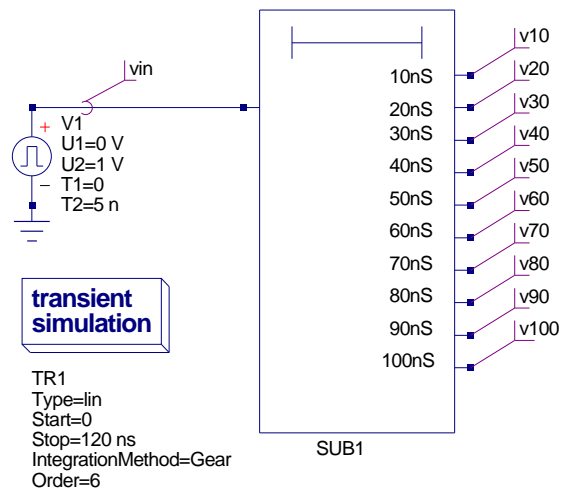 vin
+ V1
U1=0 V
U2=1 V
− T1=0
T2=5 n
10nS
20nS
30nS
40nS
50nS
60nS
70nS
80nS
90nS
100nS
v10
v20
v30
v40
v50
v60
v70
v80
v90
v100
SUB1
transient
simulation
TR1
Type=lin
Start=0
Stop=120 ns
IntegrationMethod=Gear
Order=6